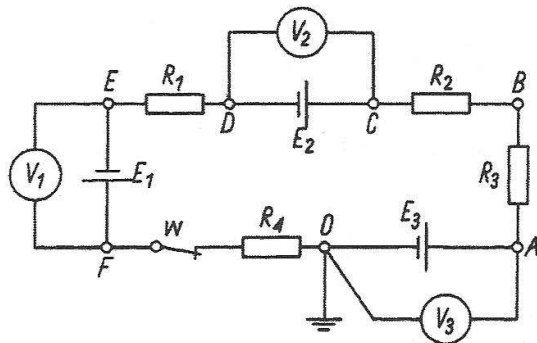 V₂
E R₁ D E₂ C R₂ B
V₁ E₁ R₃
F W R₄ O E₃ A
V₃